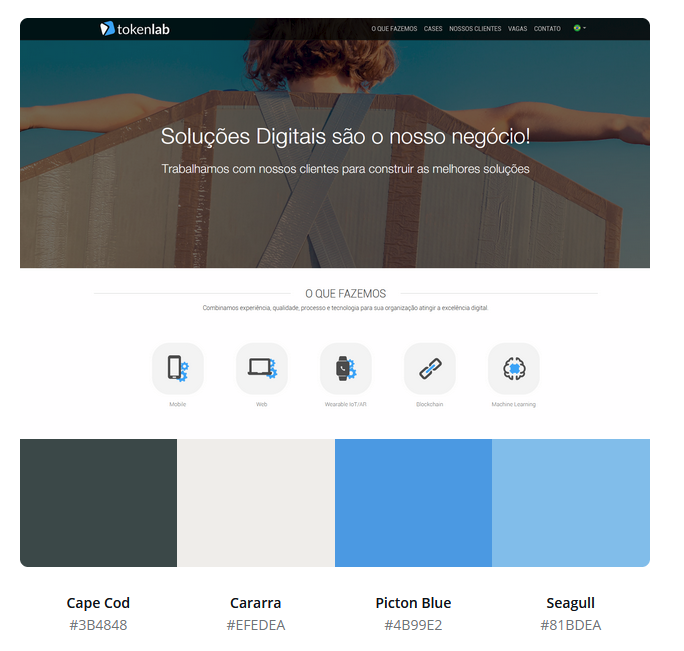 tokenlab
O QUE FAZEMOS CASES NOSSOS CLIENTES VAGAS CONTATO
Soluções Digitais são o nosso negócio!
Trabalhamos com nossos clientes para construir as melhores soluções
O QUE FAZEMOS
Combinamos experiência, qualidade, processo e tecnologia para sua organização atingir a excelência digital
Mobile Web Wearable IoT/AR Blockchain Machine Learning
Cape Cod Cararra Picton Blue Seagull
#3B4848 #EFEDEA #4B99E2 #81BDEA